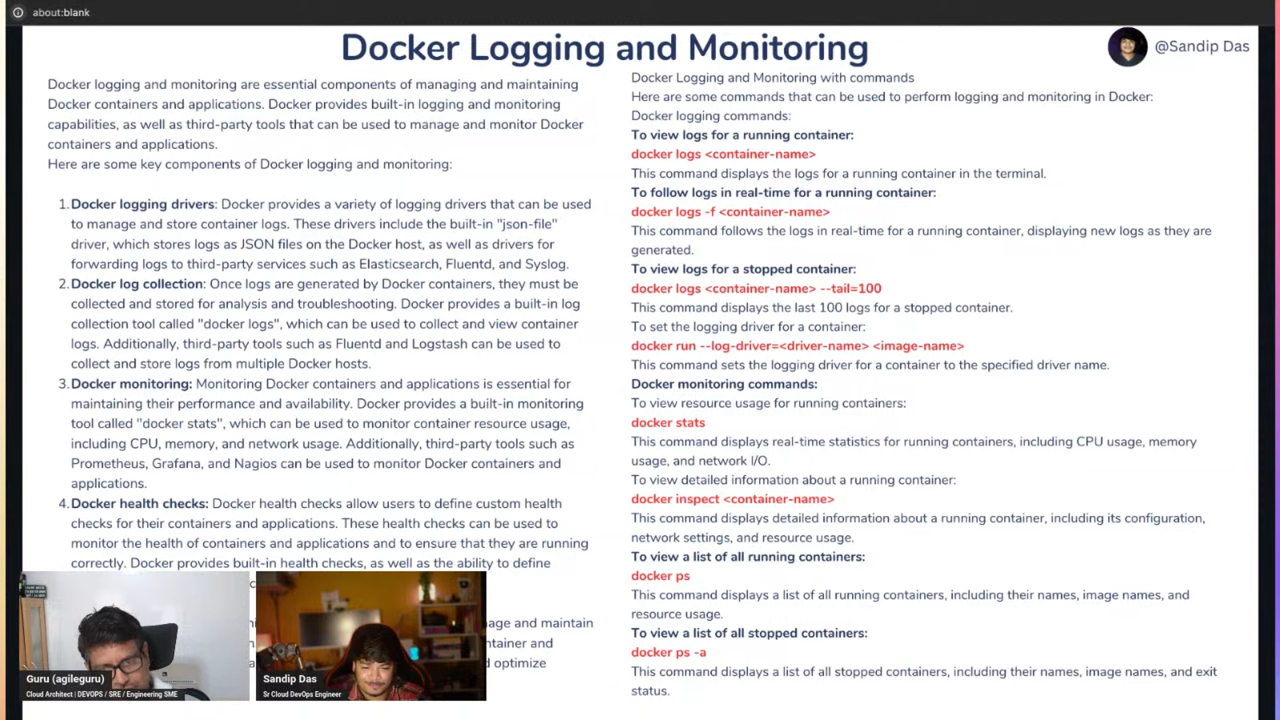 about:blank
Docker Logging and Monitoring
@Sandip Das
Docker logging and monitoring are essential components of managing and maintaining
Docker containers and applications. Docker provides built-in logging and monitoring
capabilities, as well as third-party tools that can be used to manage and monitor Docker
containers and applications.
Here are some key components of Docker logging and monitoring:
1. Docker logging drivers: Docker provides a variety of logging drivers that can be used
to manage and store container logs. These drivers include the built-in "json-file"
driver, which stores logs as JSON files on the Docker host, as well as drivers for
forwarding logs to third-party services such as Elasticsearch, Fluentd, and Syslog.
2. Docker log collection: Once logs are generated by Docker containers, they must be
collected and stored for analysis and troubleshooting. Docker provides a built-in log
collection tool called "docker logs", which can be used to collect and view container
logs. Additionally, third-party tools such as Fluentd and Logstash can be used to
collect and store logs from multiple Docker hosts.
3. Docker monitoring: Monitoring Docker containers and applications is essential for
maintaining their performance and availability. Docker provides a built-in monitoring
tool called "docker stats", which can be used to monitor container resource usage,
including CPU, memory, and network usage. Additionally, third-party tools such as
Prometheus, Grafana, and Nagios can be used to monitor Docker containers and
applications.
4. Docker health checks: Docker health checks allow users to define custom health
checks for their containers and applications. These health checks can be used to
monitor the health of containers and applications and to ensure that they are running
correctly. Docker provides built-in health checks, as well as the ability to define
and maintain
and
optimize
Docker Logging and Monitoring with commands
Here are some commands that can be used to perform logging and monitoring in Docker:
Docker logging commands:
To view logs for a running container:
docker logs <container-name>
This command displays the logs for a running container in the terminal.
To follow logs in real-time for a running container:
docker logs -f <container-name>
This command follows the logs in real-time for a running container, displaying new logs as they are
generated.
To view logs for a stopped container:
docker logs <container-name> --tail=100
This command displays the last 100 logs for a stopped container.
To set the logging driver for a container:
docker run --log-driver=<driver-name> <image-name>
This command sets the logging driver for a container to the specified driver name.
Docker monitoring commands:
To view resource usage for running containers:
docker stats
This command displays real-time statistics for running containers, including CPU usage, memory
usage, and network I/O.
To view detailed information about a running container:
docker inspect <container-name>
This command displays detailed information about a running container, including its configuration,
network settings, and resource usage.
To view a list of all running containers:
docker ps
This command displays a list of all running containers, including their names, image names, and
resource usage.
To view a list of all stopped containers:
docker ps -a
This command displays a list of all stopped containers, including their names, image names, and exit
status.
Guru (agileguru)
Cloud Architect | DEVOPS / SRE / Engineering SME
Sandip Das
Sr Cloud DevOps Engineer